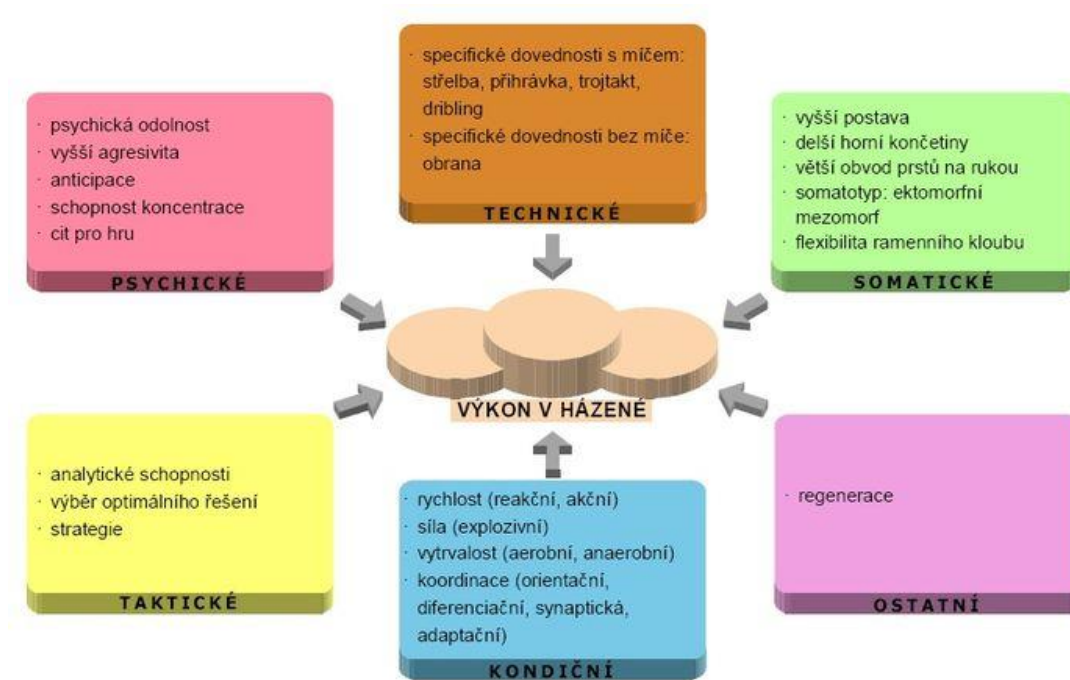 · specifické dovednosti s míčem:
střelba, přihrávka, trojtakt,
dribling
· specifické dovednosti bez míče:
obrana
TECHNICKÉ
· psychická odolnost
· vyšší agresivita
· anticipace
· schopnost koncentrace
· cit pro hru
PSYCHICKÉ
· vyšší postava
· delší horní končetiny
· větší obvod prstů na rukou
· somatotyp: ektomorfní
mezomorf
· flexibilita ramenního kloubu
SOMATICKÉ
VÝKON V HÁZENÉ
· analytické schopnosti
· výběr optimálního řešení
· strategie
TAKTICKÉ
· rychlost (reakční, akční)
· síla (explozivní)
· vytrvalost (aerobní, anaerobní)
· koordinace (orientační,
diferenciační, synaptická,
adaptační)
KONDIČNÍ
· regenerace
OSTATNÍ